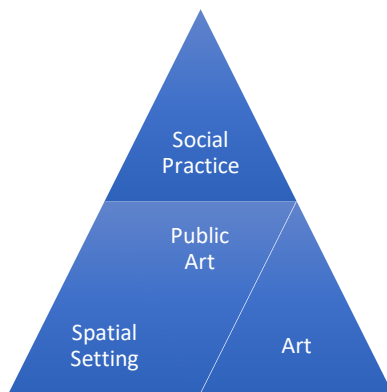 Social
Practice
Public
Art
Spatial
Setting
Art